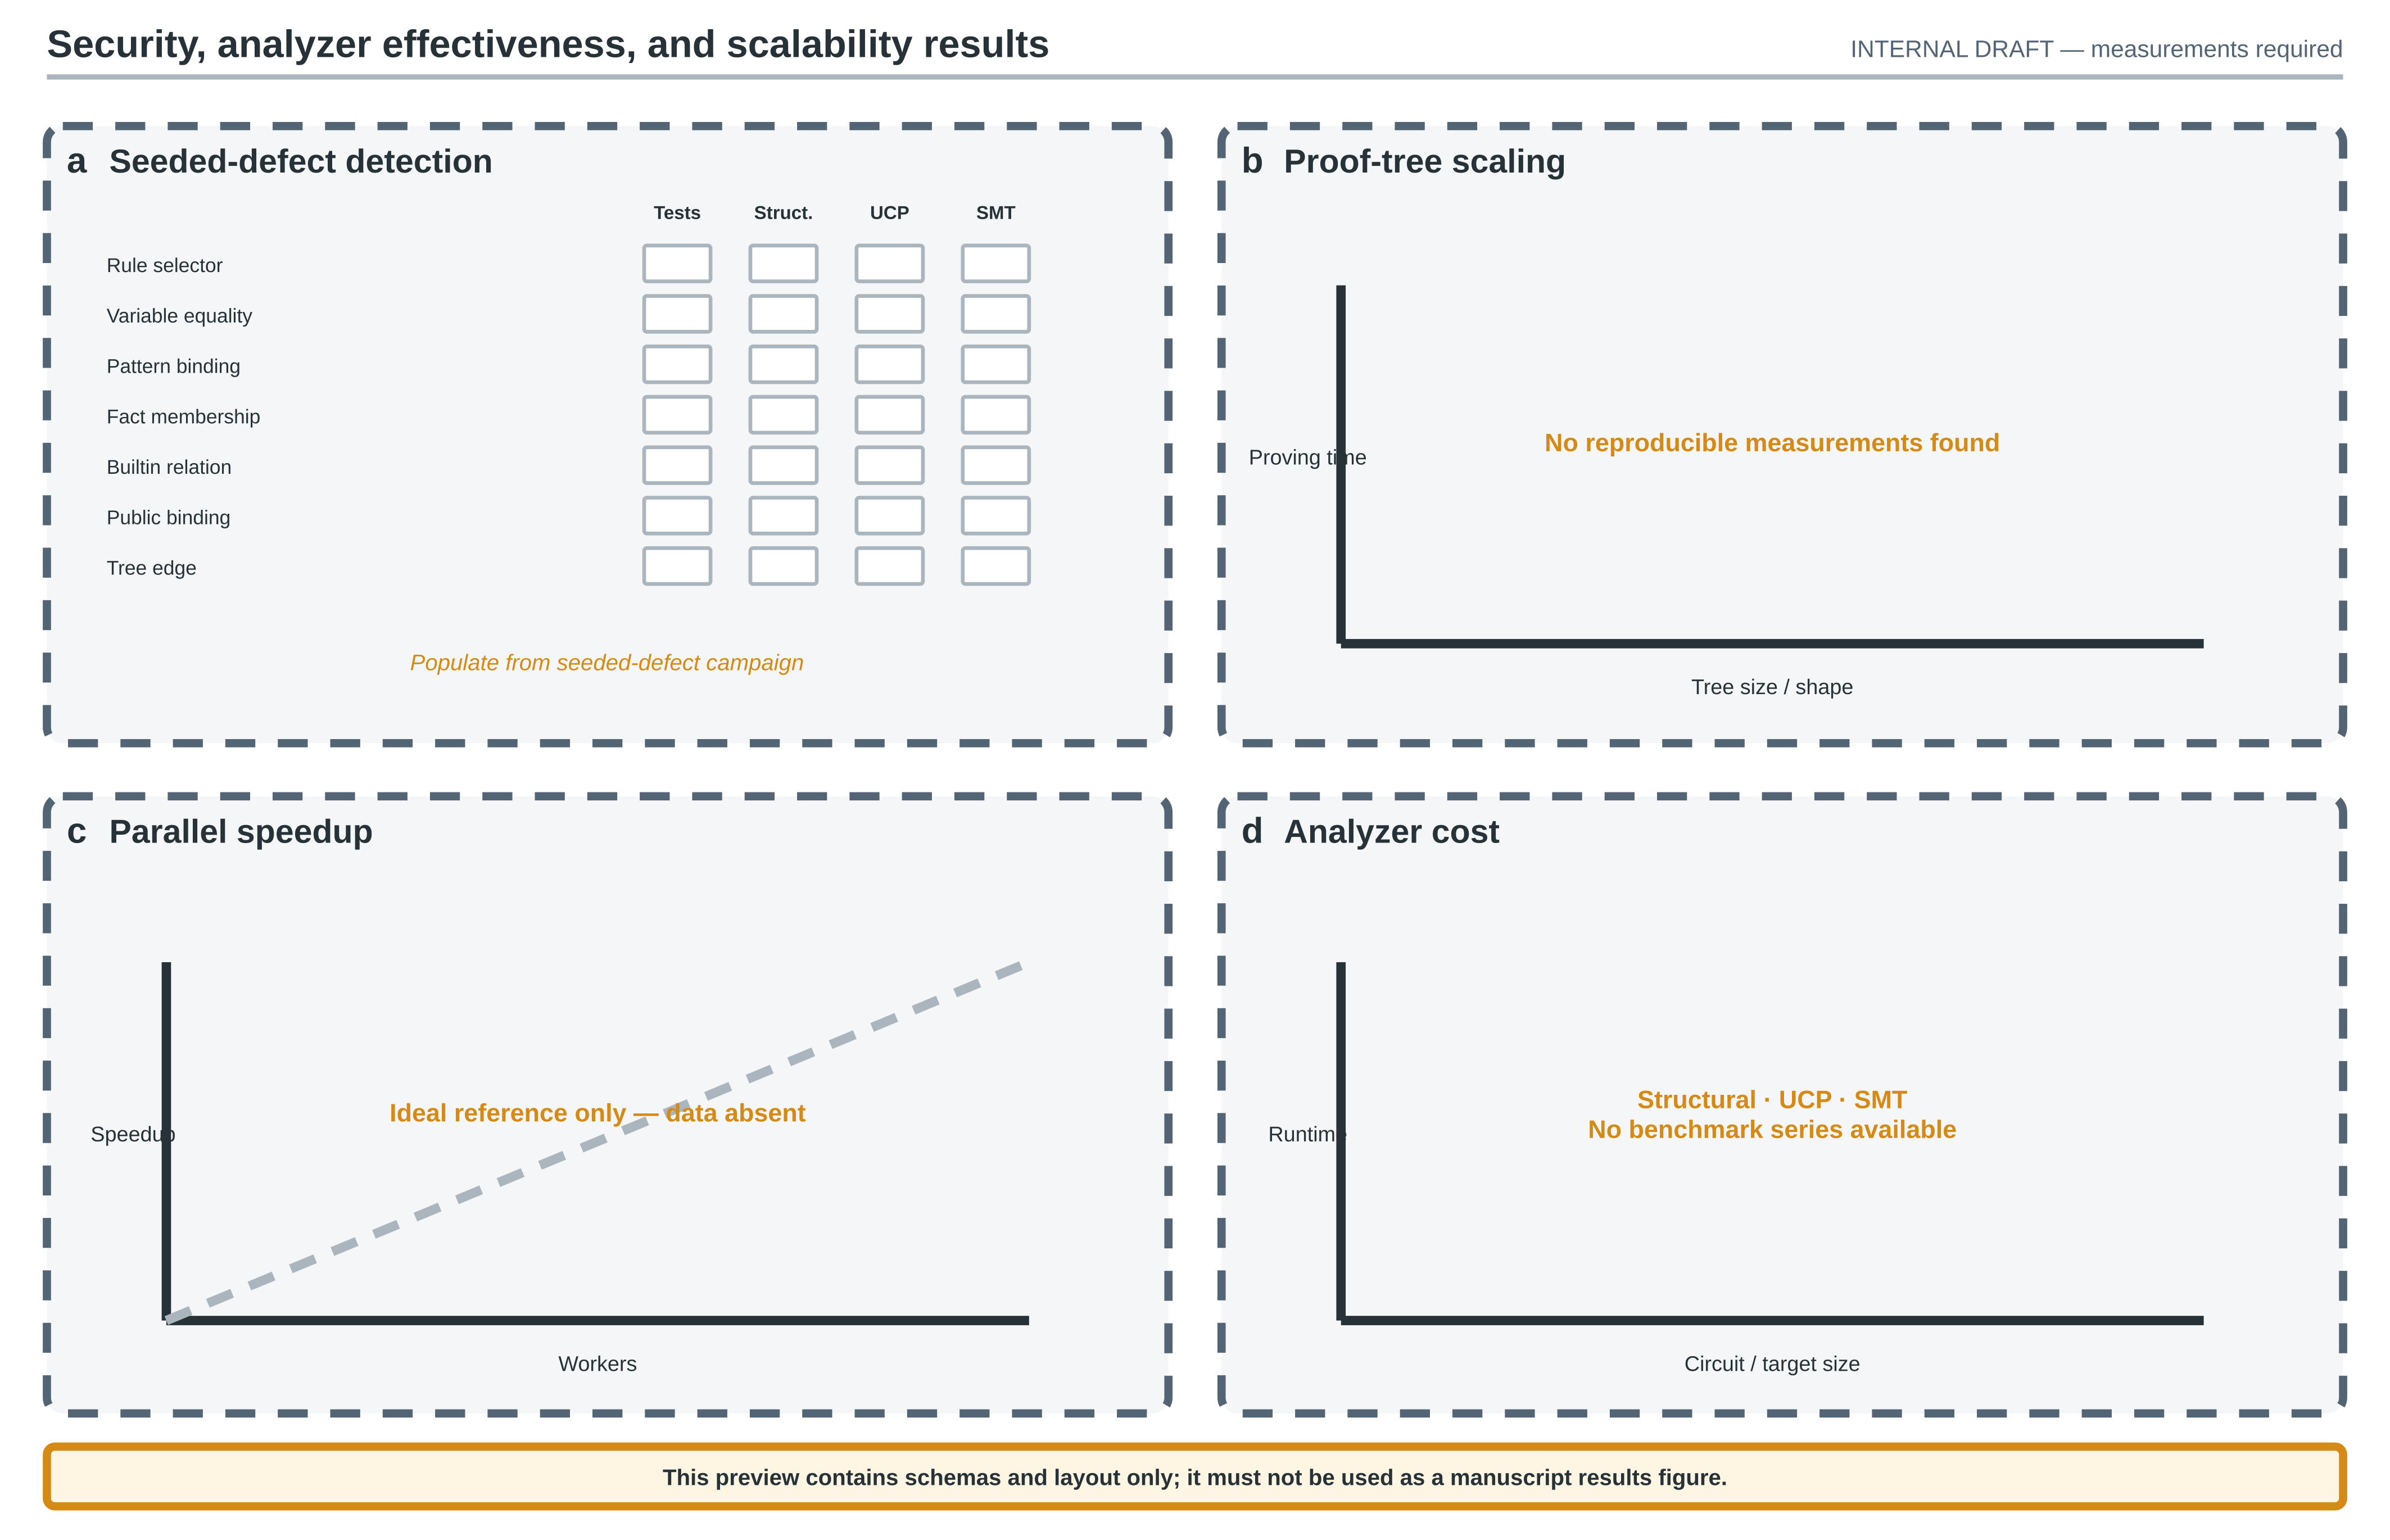 Security, analyzer effectiveness, and scalability results
INTERNAL DRAFT — measurements required
a Seeded-defect detection
Tests Struct. UCP SMT
Rule selector
Variable equality
Pattern binding
Fact membership
Builtin relation
Public binding
Tree edge
Populate from seeded-defect campaign
b Proof-tree scaling
No reproducible measurements found
Proving time
Tree size / shape
c Parallel speedup
Ideal reference only — data absent
Speedup
Workers
d Analyzer cost
Structural · UCP · SMT
No benchmark series available
Runtime
Circuit / target size
This preview contains schemas and layout only; it must not be used as a manuscript results figure.